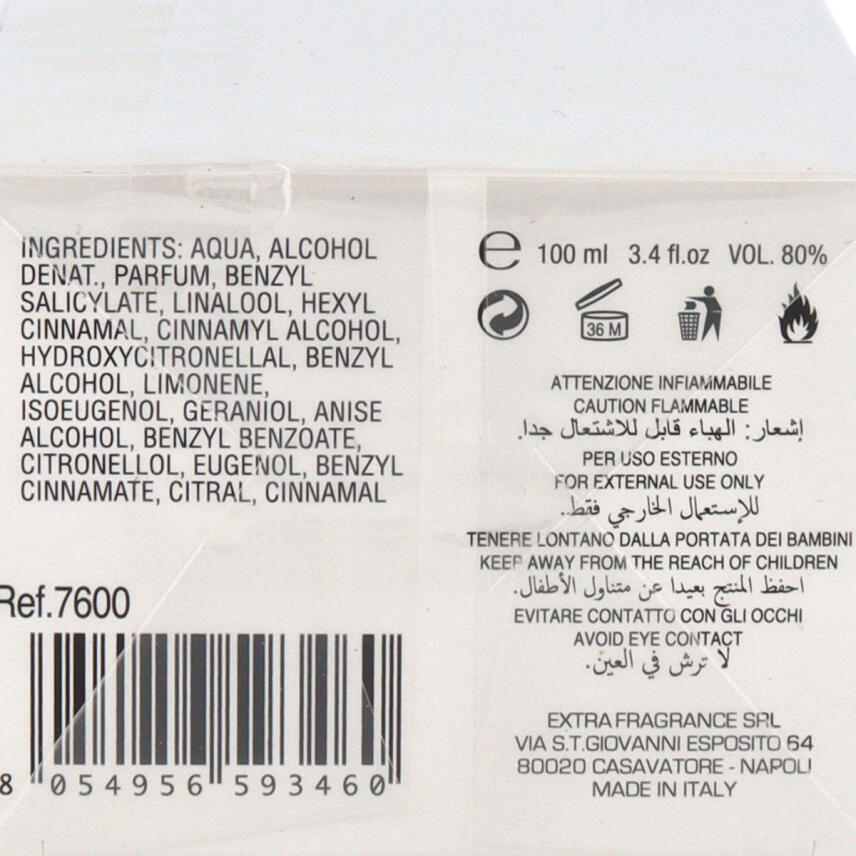 INGREDIENTS: AQUA, ALCOHOL
DENAT., PARFUM, BENZYL
SALICYLATE, LINALOOL, HEXYL
CINNAMAL, CINNAMYL ALCOHOL,
HYDROXYCITRONELLAL, BENZYL
ALCOHOL, LIMONENE,
ISOEUGENOL, GERANIOL, ANISE
ALCOHOL, BENZYL BENZOATE,
CITRONELLOL, EUGENOL, BENZYL
CINNAMATE, CITRAL, CINNAMAL
Ref.7600
8 054956 593460
℮ 100 ml 3.4 fl.oz VOL. 80%
36 M
ATTENZIONE INFIAMMABILE
CAUTION FLAMMABLE
إشعار: الهباء قابل للاشتعال جدا.
PER USO ESTERNO
FOR EXTERNAL USE ONLY
للإستعمال الخارجي فقط.
TENERE LONTANO DALLA PORTATA DEI BAMBINI
KEEP AWAY FROM THE REACH OF CHILDREN
احفظ المنتج بعيدا عن متناول الأطفال.
EVITARE CONTATTO CON GLI OCCHI
AVOID EYE CONTACT
لا ترش في العين.
EXTRA FRAGRANCE SRL
VIA S.T.GIOVANNI ESPOSITO 64
80020 CASAVATORE - NAPOLI
MADE IN ITALY